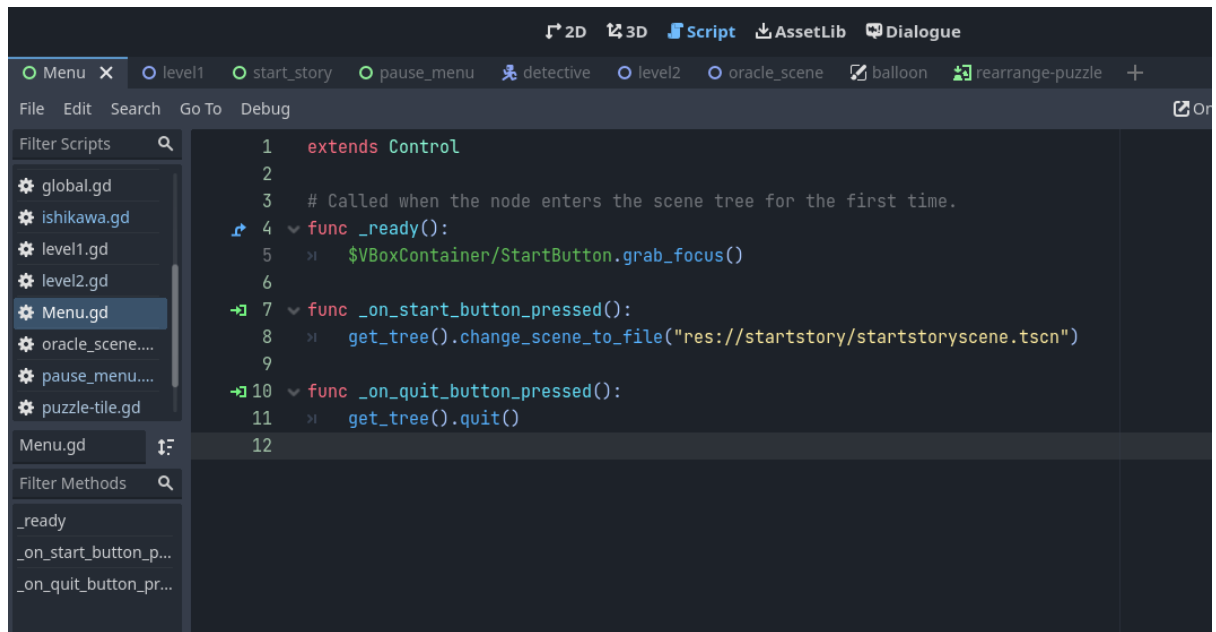 2D 3D Script AssetLib Dialogue
Menu level1 start_story pause_menu detective level2 oracle_scene balloon rearrange-puzzle
File Edit Search Go To Debug
Filter Scripts
global.gd
ishikawa.gd
level1.gd
level2.gd
Menu.gd
oracle_scene....
pause_menu....
puzzle-tile.gd
Menu.gd
Filter Methods
_ready
_on_start_button_p...
_on_quit_button_pr...
1 extends Control
2
3 # Called when the node enters the scene tree for the first time.
4 func _ready():
5 $VBoxContainer/StartButton.grab_focus()
6
7 func _on_start_button_pressed():
8 get_tree().change_scene_to_file("res://startstory/startstoryscene.tscn")
9
10 func _on_quit_button_pressed():
11 get_tree().quit()
12